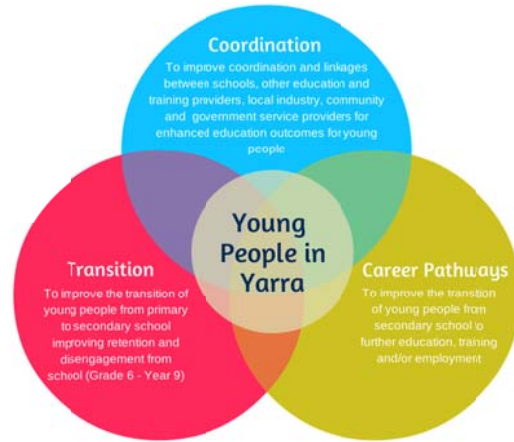 Coordination
To improve coordination and linkages
between schools, other education and
training providers, local industry, community
and government service providers for
enhanced education outcomes for young
people
Young
People in
Yarra
Transition
To improve the transition of
young people from primary
to secondary school
improving retention and
disengagement from
school (Grade 6 - Year 9)
Career Pathways
To improve the transition
of young people from
secondary school to
further education, training
and/or employment